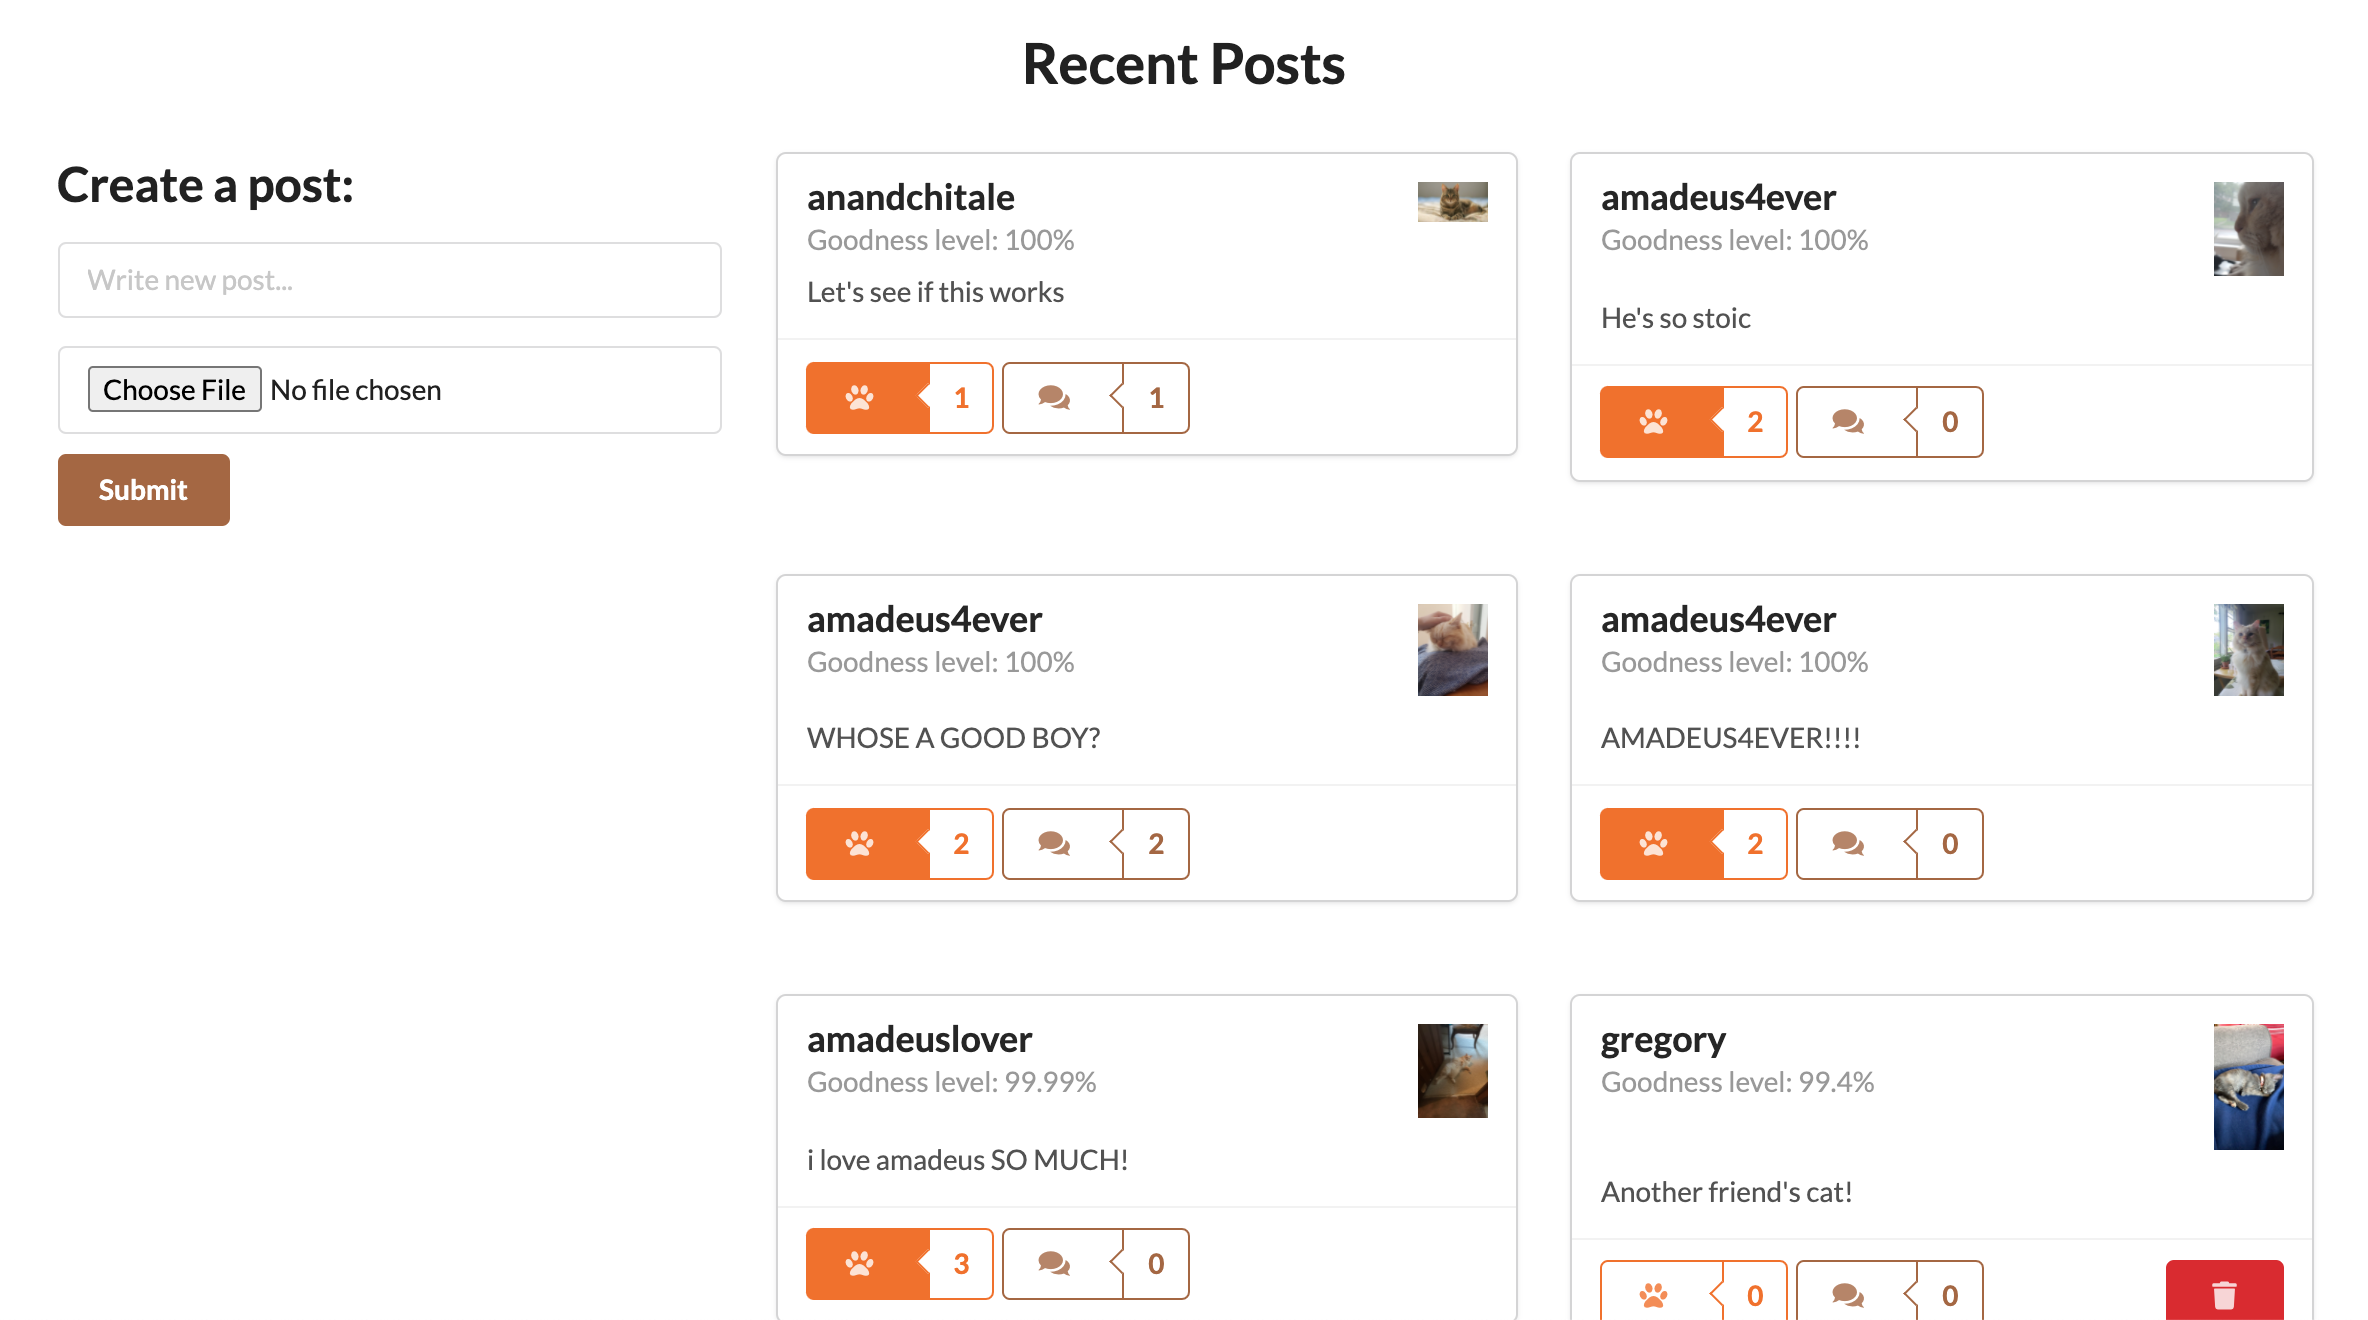 Recent Posts
Create a post:
Write new post...
Choose File No file chosen
Submit
anandchitale
Goodness level: 100%
Let's see if this works
1 1
amadeus4ever
Goodness level: 100%
He's so stoic
2 0
amadeus4ever
Goodness level: 100%
WHOSE A GOOD BOY?
2 2
amadeus4ever
Goodness level: 100%
AMADEUS4EVER!!!!
2 0
amadeuslover
Goodness level: 99.99%
i love amadeus SO MUCH!
3 0
gregory
Goodness level: 99.4%
Another friend's cat!
0 0